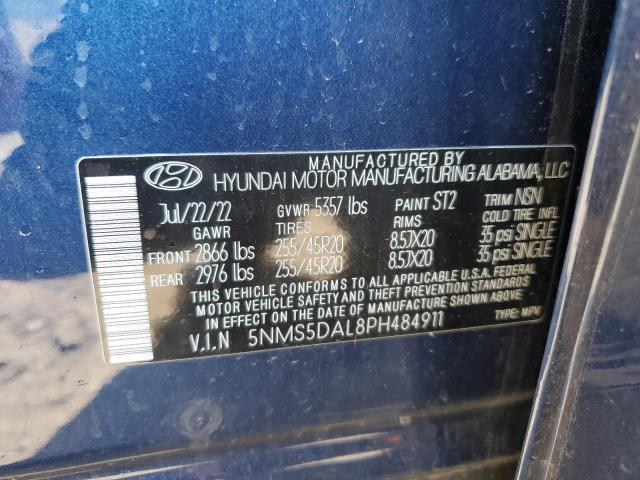 MANUFACTURED BY
HYUNDAI MOTOR MANUFACTURING ALABAMA, LLC
Jul/22/22 GVWR 5357 lbs PAINT ST2 TRIM NSN
GAWR TIRES RIMS COLD TIRE INFL
FRONT 2866 lbs 255/45R20 8.5JX20 35 psi SINGLE
REAR 2976 lbs 255/45R20 8.5JX20 35 psi SINGLE
THIS VEHICLE CONFORMS TO ALL APPLICABLE U.S.A. FEDERAL
MOTOR VEHICLE SAFETY AND BUMPER STANDARDS
IN EFFECT ON THE DATE OF MANUFACTURE SHOWN ABOVE.
V.I.N 5NMS5DAL8PH484911 TYPE: MPV